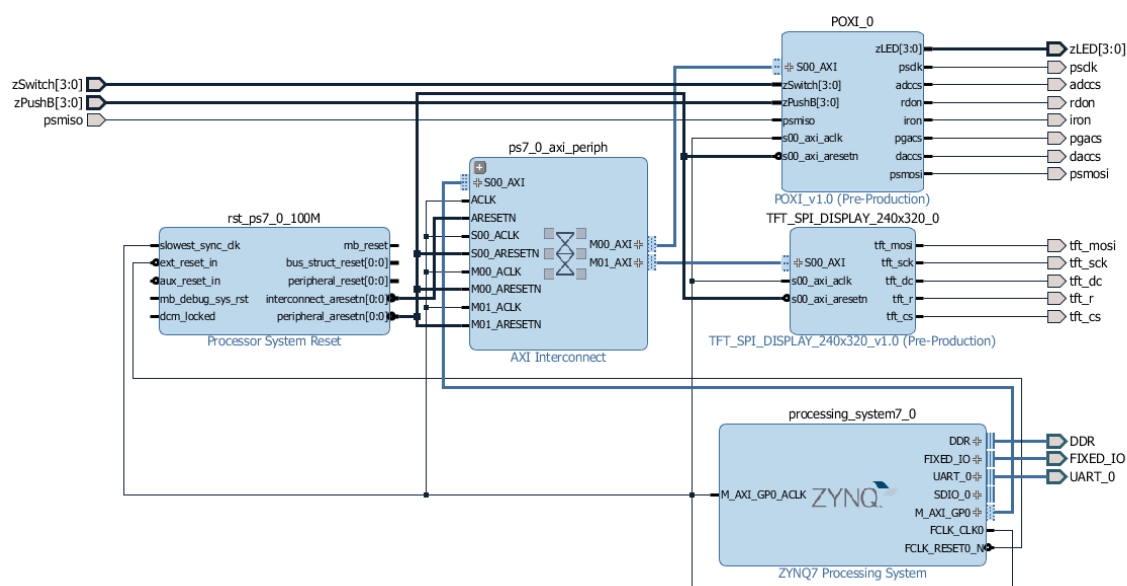 POXI_0
zSwitch[3:0]
zPushB[3:0]
psmiso
S00_AXI
zSwitch[3:0]
zPushB[3:0]
psmiso
s00_axi_aclk
s00_axi_aresetn
zLED[3:0]
psclk
adccs
rdon
iron
pgacs
daccs
psmosi
zLED[3:0]
psclk
adccs
rdon
iron
pgacs
daccs
psmosi
POXI_v1.0 (Pre-Production)
ps7_0_axi_periph
S00_AXI
ACLK
ARESETN
S00_ACLK
S00_ARESETN
M00_ACLK
M00_ARESETN
M01_ACLK
M01_ARESETN
M00_AXI
M01_AXI
AXI Interconnect
rst_ps7_0_100M
slowest_sync_clk
ext_reset_in
aux_reset_in
mb_debug_sys_rst
dcm_locked
mb_reset
bus_struct_reset[0:0]
peripheral_reset[0:0]
interconnect_aresetn[0:0]
peripheral_aresetn[0:0]
Processor System Reset
TFT_SPI_DISPLAY_240x320_0
S00_AXI
s00_axi_aclk
s00_axi_aresetn
tft_mosi
tft_sck
tft_dc
tft_r
tft_cs
tft_mosi
tft_sck
tft_dc
tft_r
tft_cs
TFT_SPI_DISPLAY_240x320_v1.0 (Pre-Production)
processing_system7_0
M_AXI_GP0_ACLK
ZYNQ
DDR
FIXED_IO
UART_0
SDIO_0
M_AXI_GP0
FCLK_CLK0
FCLK_RESET0_N
DDR
FIXED_IO
UART_0
ZYNQ7 Processing System